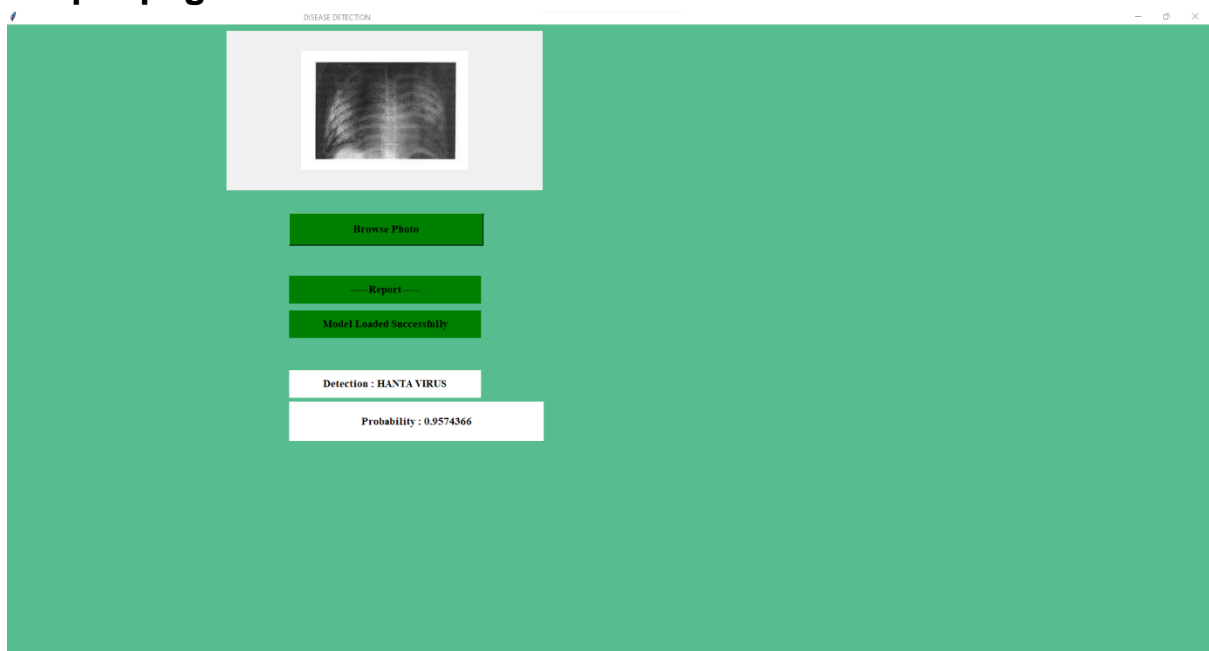 DISEASE DETECTION
Browse Photo
-----Report-----
Model Loaded Successfully
Detection : HANTA VIRUS
Probability : 0.9574366